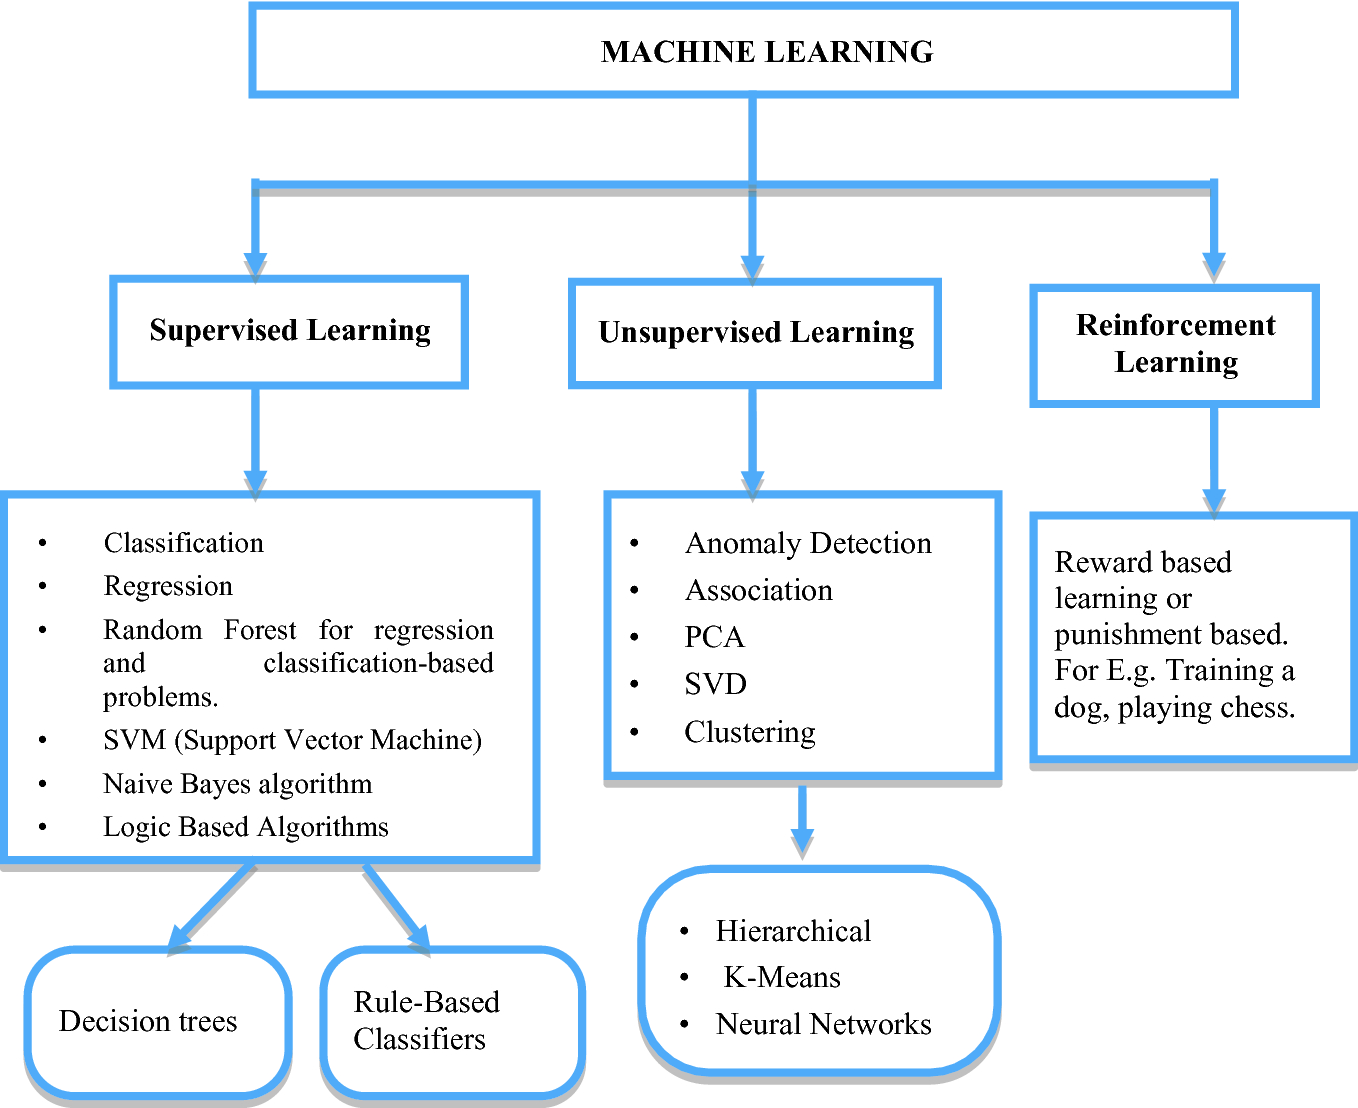 MACHINE LEARNING
Supervised Learning
Unsupervised Learning
Reinforcement
Learning
• Classification
• Regression
• Random Forest for regression
and classification-based
problems.
• SVM (Support Vector Machine)
• Naive Bayes algorithm
• Logic Based Algorithms
• Anomaly Detection
• Association
• PCA
• SVD
• Clustering
Reward based
learning or
punishment based.
For E.g. Training a
dog, playing chess.
Decision trees
Rule-Based
Classifiers
• Hierarchical
• K-Means
• Neural Networks